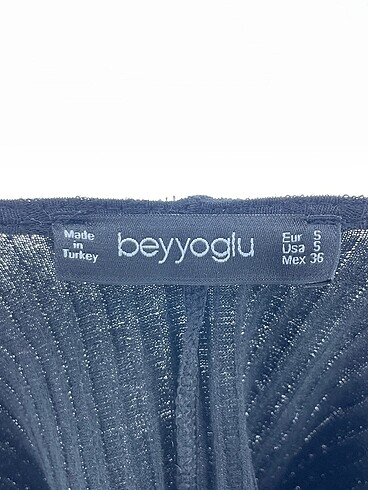 Made
in
Turkey
beyyoglu
Eur S
Usa S
Mex 36